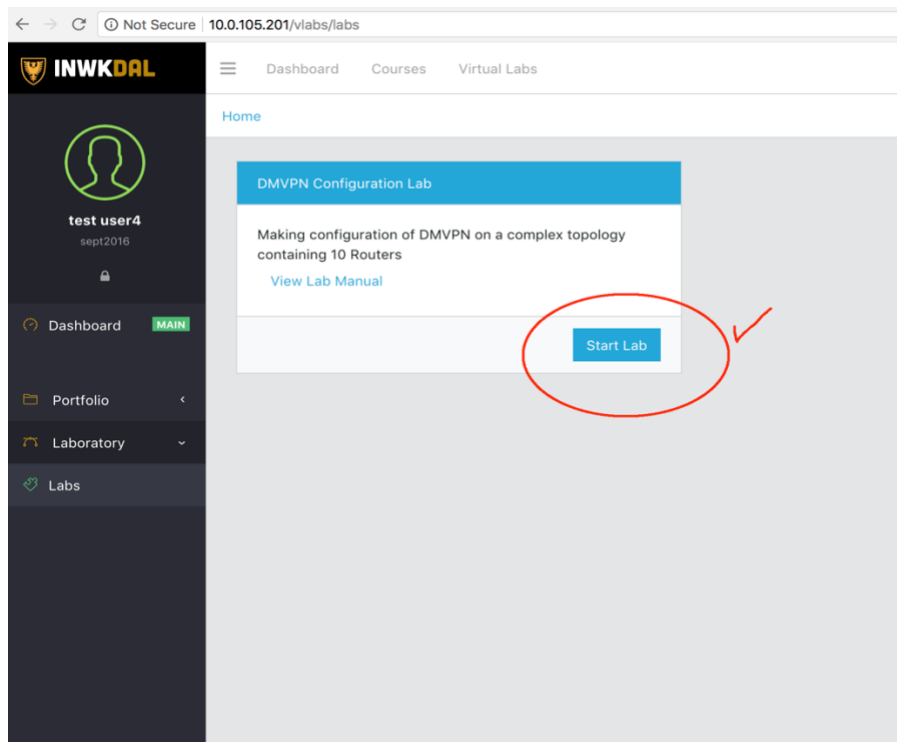 Not Secure 10.0.105.201/vlabs/labs
INWKDAL
Dashboard Courses Virtual Labs
Home
test user4
sept2016
Dashboard MAIN
Portfolio
Laboratory
Labs
DMVPN Configuration Lab
Making configuration of DMVPN on a complex topology
containing 10 Routers
View Lab Manual
Start Lab